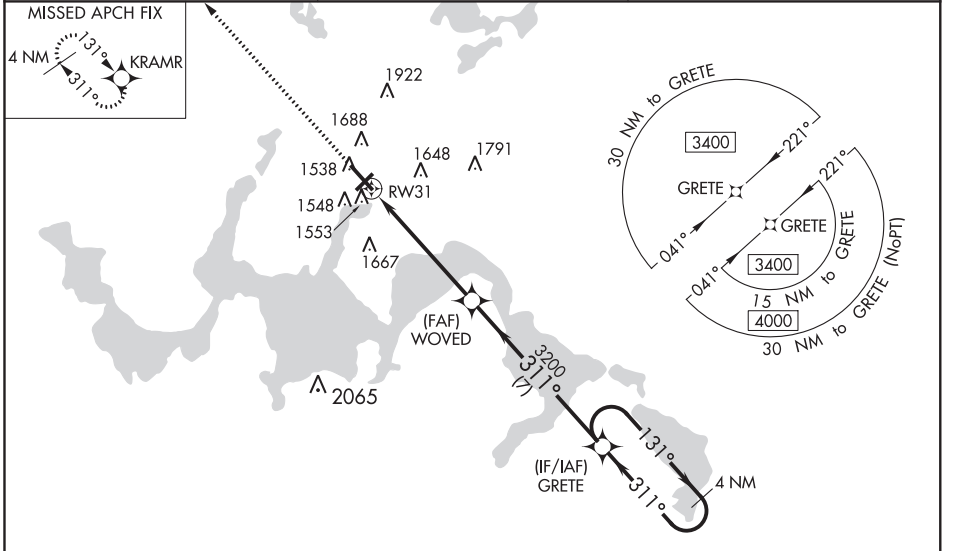 MISSED APCH FIX
4 NM
131°
KRAMR
311°
1922
1688
1538
1648
1791
RW31
1548
1553
1667
(FAF)
WOVED
2065
3200
311°
(7)
(IF/IAF)
GRETE
131°
311°
4 NM
30 NM to GRETE
3400
221°
GRETE
041°
221°
GRETE
041°
3400
15 NM to GRETE
4000
30 NM to GRETE (NoPT)